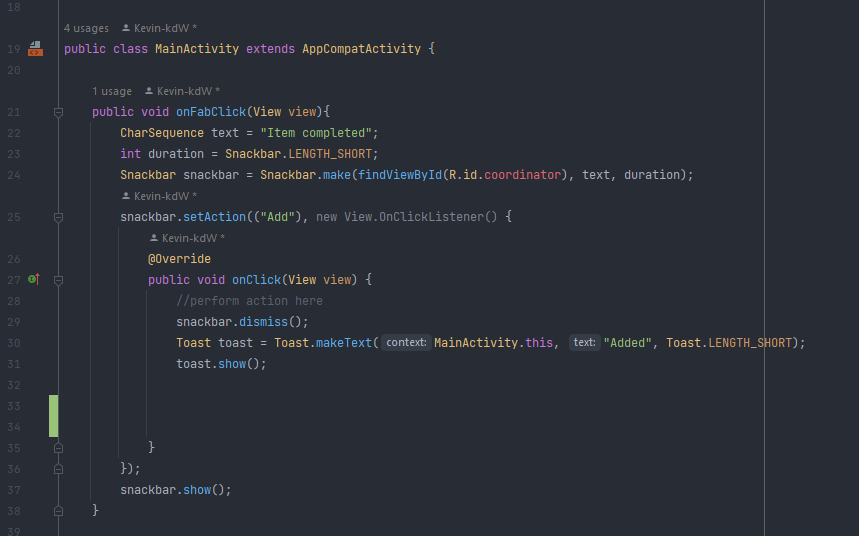 18
4 usages Kevin-kdW *
19 public class MainActivity extends AppCompatActivity {
20
1 usage Kevin-kdW *
21 public void onFabClick(View view){
22 CharSequence text = "Item completed";
23 int duration = Snackbar.LENGTH_SHORT;
24 Snackbar snackbar = Snackbar.make(findViewById(R.id.coordinator), text, duration);
Kevin-kdW *
25 snackbar.setAction(("Add"), new View.OnClickListener() {
Kevin-kdW *
26 @Override
27 public void onClick(View view) {
28 //perform action here
29 snackbar.dismiss();
30 Toast toast = Toast.makeText( context: MainActivity.this, text: "Added", Toast.LENGTH_SHORT);
31 toast.show();
32
33
34
35 }
36 });
37 snackbar.show();
38 }
39